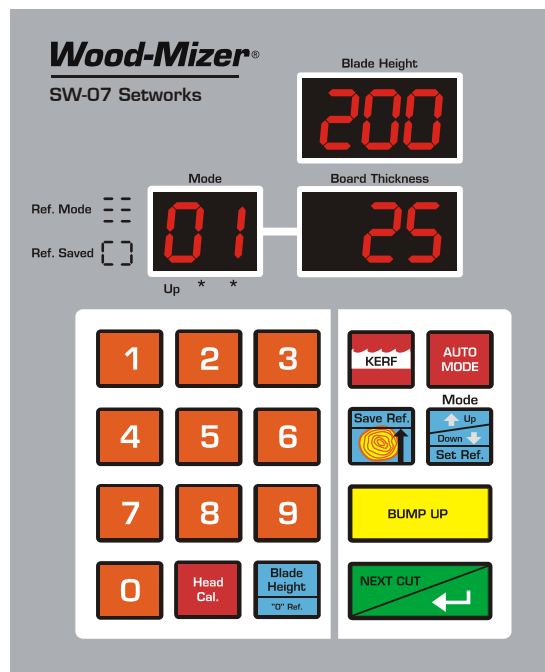 Wood-Mizer®
SW-07 Setworks
Blade Height
200
Mode
Board Thickness
Ref. Mode
01
25
Ref. Saved
Up * *
1
2
3
KERF
AUTO
MODE
Mode
4
5
6
Save Ref.
Up
Down
Set Ref.
7
8
9
BUMP UP
0
Head
Cal.
Blade
Height
"0" Ref.
NEXT CUT